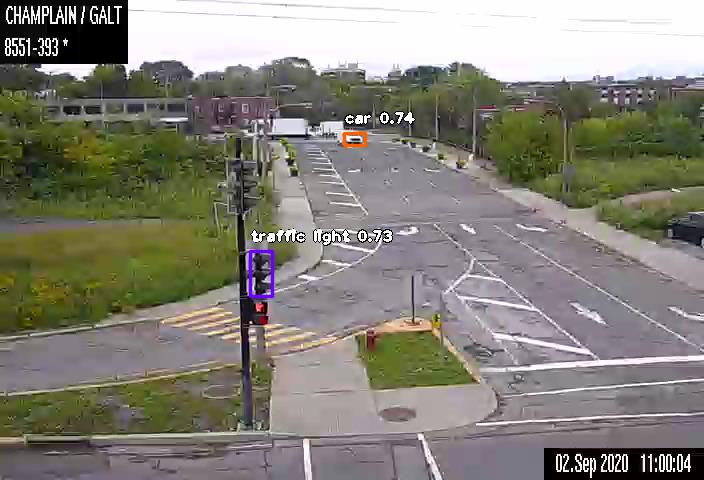 CHAMPLAIN / GALT
8551-393 *
car 0.74
traffic light 0.73
02.Sep 2020 11:00:04